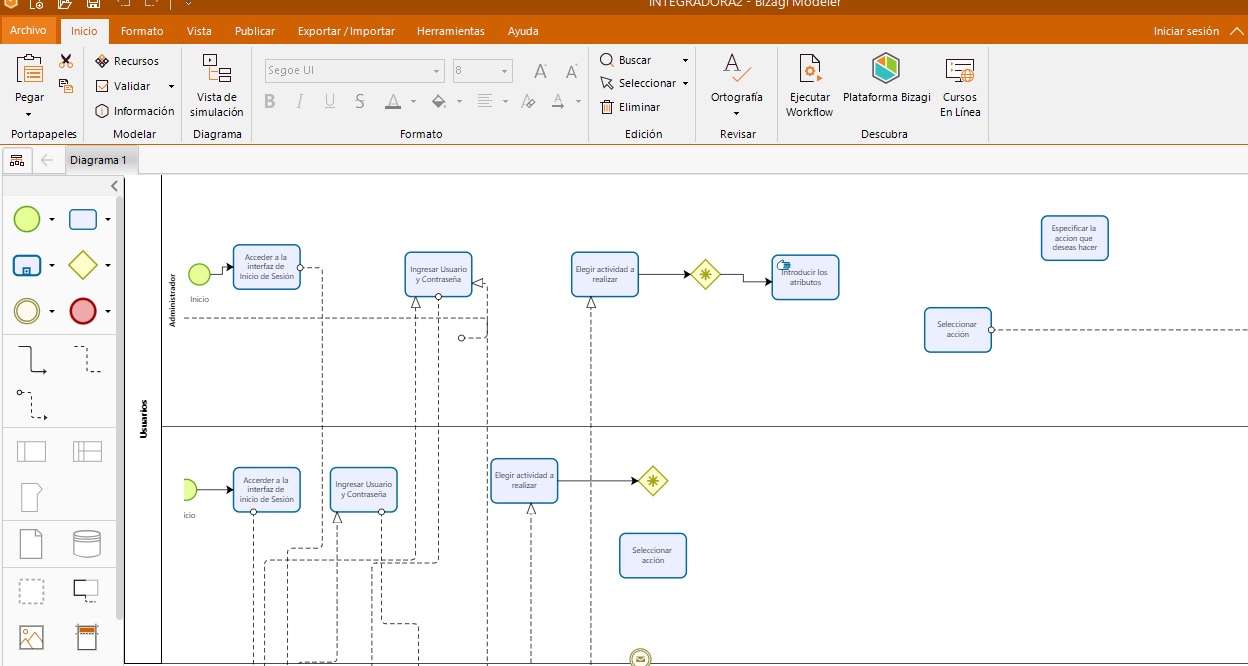 INTEGRADORA2 - Bizagi Modeler
Archivo
Inicio
Formato
Vista
Publicar
Exportar / Importar
Herramientas
Ayuda
Iniciar sesión
Pegar
Portapapeles
Recursos
Validar
Información
Modelar
Vista de
simulación
Diagrama
Segoe UI
8
A
A
B
I
U
S
A
A
Formato
Buscar
Seleccionar
Eliminar
Edición
A
Ortografía
Revisar
Ejecutar
Workflow
Plataforma Bizagi
Cursos
En Línea
Descubra
Diagrama 1
Usuarios
Administrador
Inicio
Acceder a la
interfaz de
Inicio de Sesión
Ingresar Usuario
y Contraseña
Elegir actividad a
realizar
Introducir los
atributos
Especificar la
accion que
deseas hacer
Seleccionar
acción
icio
Acerder a la
interfaz de
inicio de Sesión
Ingresar Usuario
y Contraseña
Elegir actividad a
realizar
Seleccionar
acción